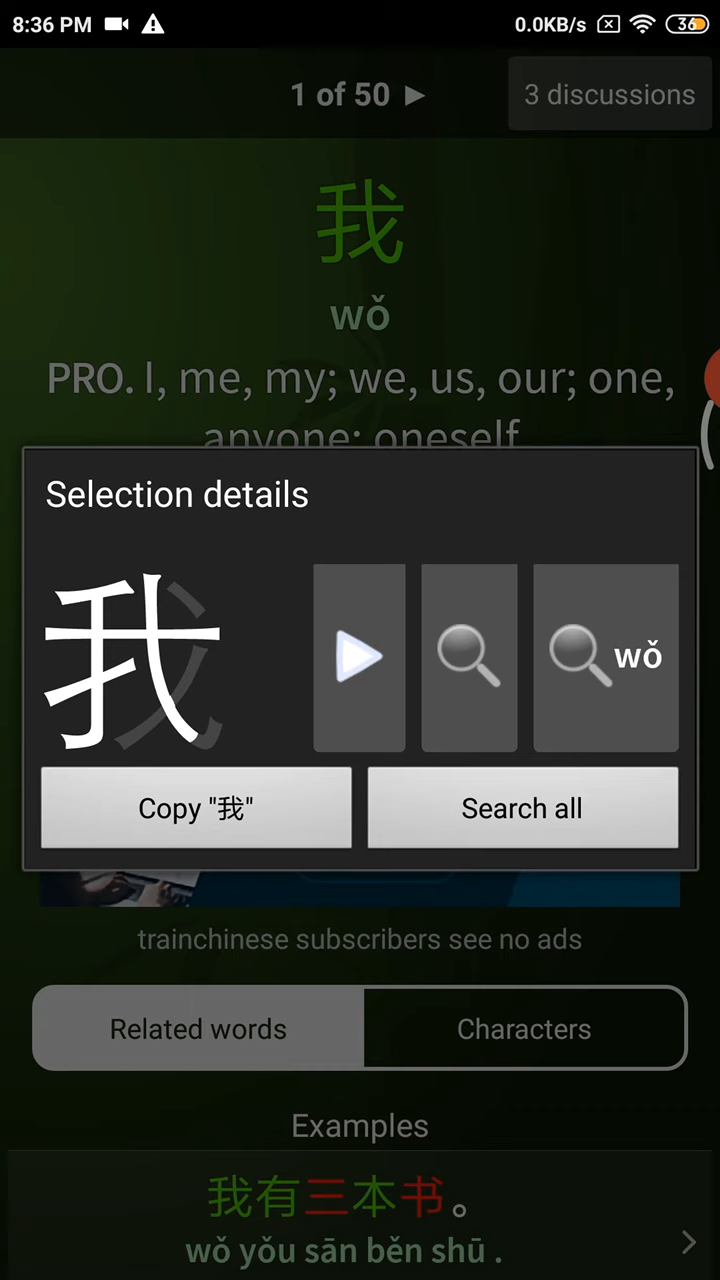 8:36 PM 0.0KB/s 36
1 of 50 ▶ 3 discussions
我
wǒ
PRO. I, me, my; we, us, our; one,
anyone; oneself
Selection details
我 wǒ
Copy "我" Search all
trainchinese subscribers see no ads
Related words Characters
Examples
我有三本书。
wǒ yǒu sān běn shū .